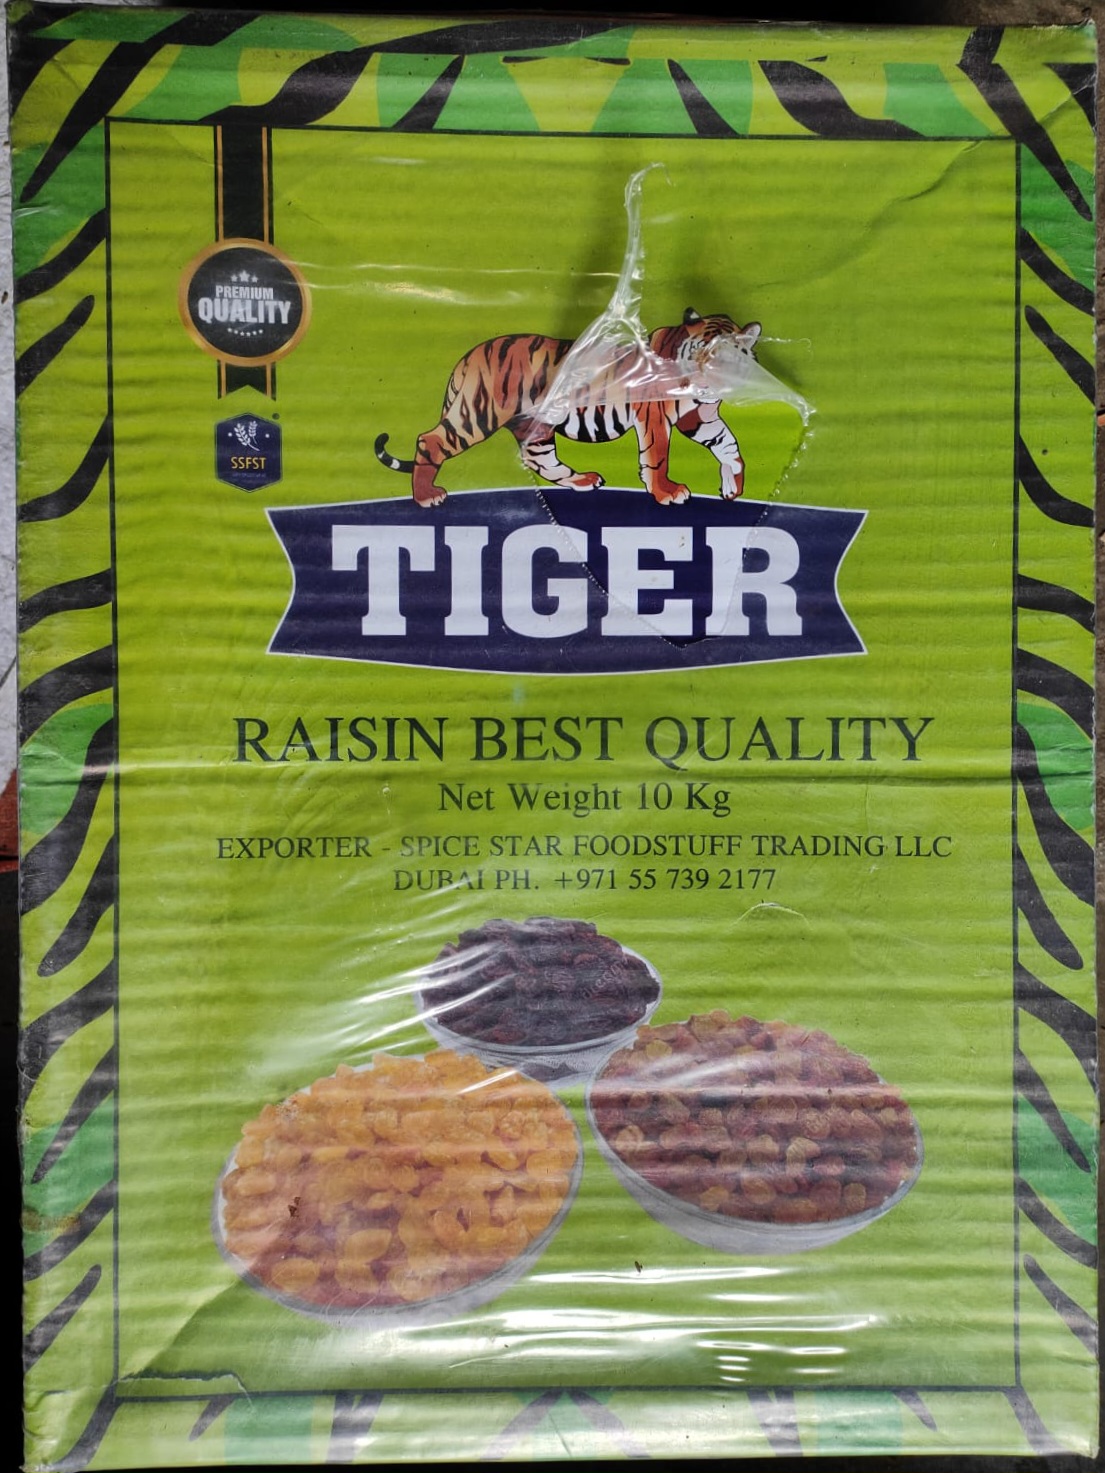 PREMIUM
QUALITY
SSFST
TIGER
RAISIN BEST QUALITY
Net Weight 10 Kg
EXPORTER - SPICE STAR FOODSTUFF TRADING LLC
DUBAI PH. +971 55 739 2177